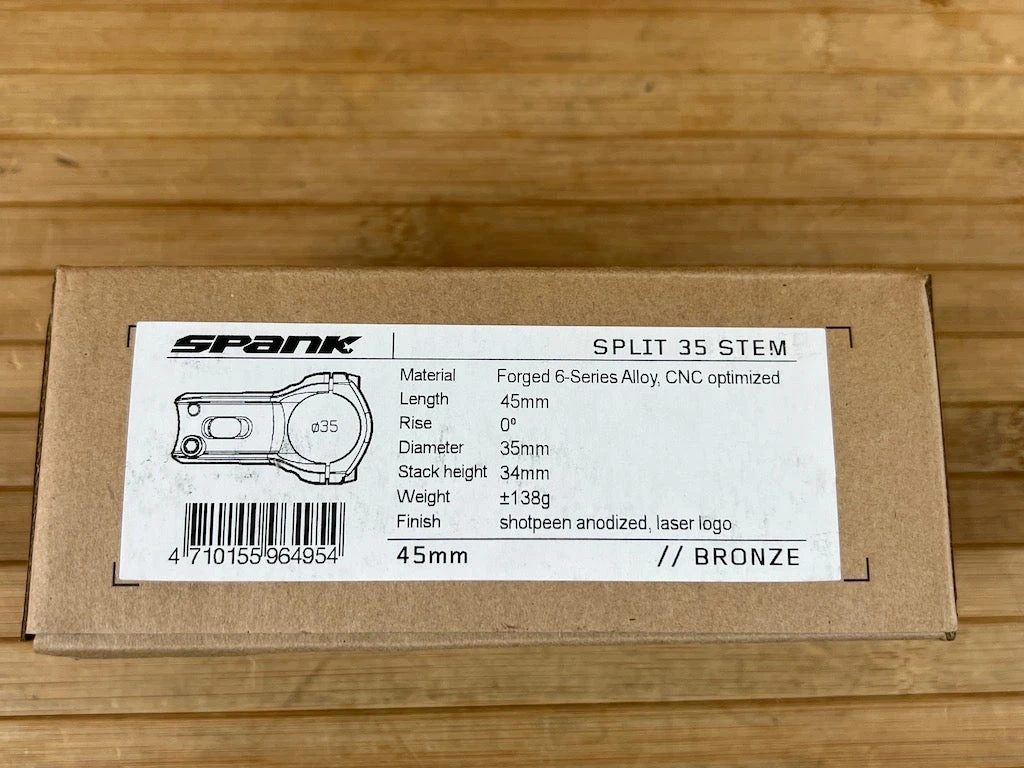 SPANK
SPLIT 35 STEM
Material Forged 6-Series Alloy, CNC optimized
Length 45mm
Rise 0º
Diameter 35mm
Stack height 34mm
Weight ±138g
Finish shotpeen anodized, laser logo
ø35
4 710155 964954
45mm // BRONZE